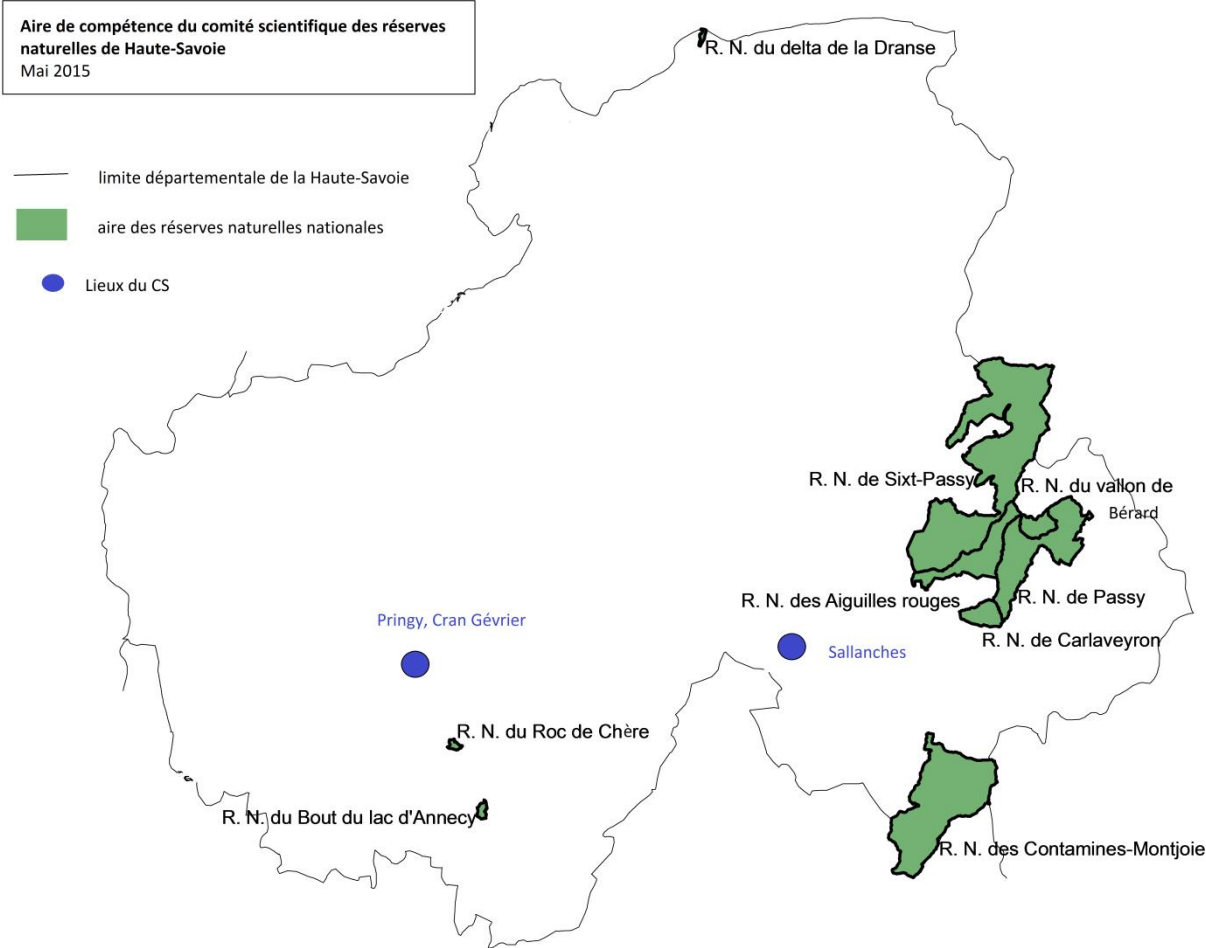 Aire de compétence du comité scientifique des réserves
naturelles de Haute-Savoie
Mai 2015
limite départementale de la Haute-Savoie
aire des réserves naturelles nationales
Lieux du CS
R. N. du delta de la Dranse
R. N. de Sixt-Passy
R. N. du vallon de
Bérard
R. N. des Aiguilles rouges
R. N. de Passy
R. N. de Carlaveyron
Pringy, Cran Gévrier
Sallanches
R. N. du Roc de Chère
R. N. du Bout du lac d'Annecy
R. N. des Contamines-Montjoie